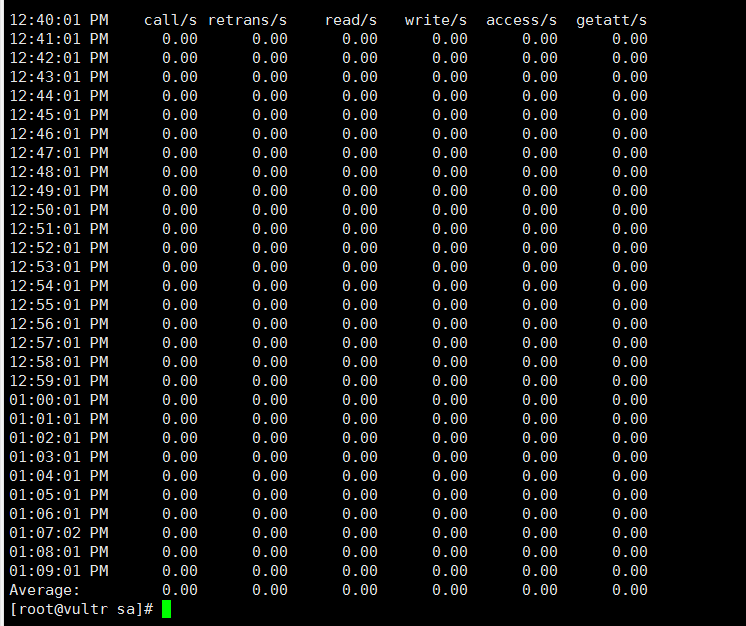 12:40:01 PM    call/s retrans/s    read/s   write/s  access/s  getatt/s
12:41:01 PM      0.00      0.00      0.00      0.00      0.00      0.00
12:42:01 PM      0.00      0.00      0.00      0.00      0.00      0.00
12:43:01 PM      0.00      0.00      0.00      0.00      0.00      0.00
12:44:01 PM      0.00      0.00      0.00      0.00      0.00      0.00
12:45:01 PM      0.00      0.00      0.00      0.00      0.00      0.00
12:46:01 PM      0.00      0.00      0.00      0.00      0.00      0.00
12:47:01 PM      0.00      0.00      0.00      0.00      0.00      0.00
12:48:01 PM      0.00      0.00      0.00      0.00      0.00      0.00
12:49:01 PM      0.00      0.00      0.00      0.00      0.00      0.00
12:50:01 PM      0.00      0.00      0.00      0.00      0.00      0.00
12:51:01 PM      0.00      0.00      0.00      0.00      0.00      0.00
12:52:01 PM      0.00      0.00      0.00      0.00      0.00      0.00
12:53:01 PM      0.00      0.00      0.00      0.00      0.00      0.00
12:54:01 PM      0.00      0.00      0.00      0.00      0.00      0.00
12:55:01 PM      0.00      0.00      0.00      0.00      0.00      0.00
12:56:01 PM      0.00      0.00      0.00      0.00      0.00      0.00
12:57:01 PM      0.00      0.00      0.00      0.00      0.00      0.00
12:58:01 PM      0.00      0.00      0.00      0.00      0.00      0.00
12:59:01 PM      0.00      0.00      0.00      0.00      0.00      0.00
01:00:01 PM      0.00      0.00      0.00      0.00      0.00      0.00
01:01:01 PM      0.00      0.00      0.00      0.00      0.00      0.00
01:02:01 PM      0.00      0.00      0.00      0.00      0.00      0.00
01:03:01 PM      0.00      0.00      0.00      0.00      0.00      0.00
01:04:01 PM      0.00      0.00      0.00      0.00      0.00      0.00
01:05:01 PM      0.00      0.00      0.00      0.00      0.00      0.00
01:06:01 PM      0.00      0.00      0.00      0.00      0.00      0.00
01:07:02 PM      0.00      0.00      0.00      0.00      0.00      0.00
01:08:01 PM      0.00      0.00      0.00      0.00      0.00      0.00
01:09:01 PM      0.00      0.00      0.00      0.00      0.00      0.00
Average:         0.00      0.00      0.00      0.00      0.00      0.00
[root@vultr sa]#